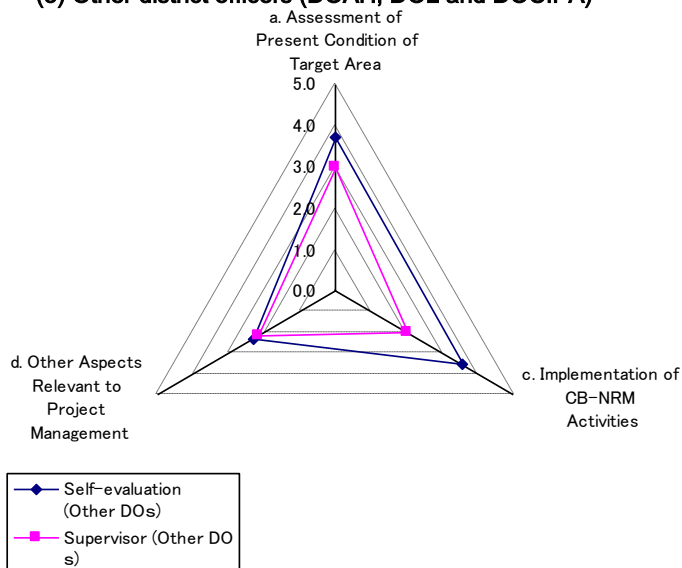 a. Assessment of
Present Condition of
Target Area
5.0
4.0
3.0
2.0
1.0
0.0
d. Other Aspects
Relevant to
Project
Management
c. Implementation of
CB-NRM
Activities
Self-evaluation
(Other DOs)
Supervisor (Other DO
s)